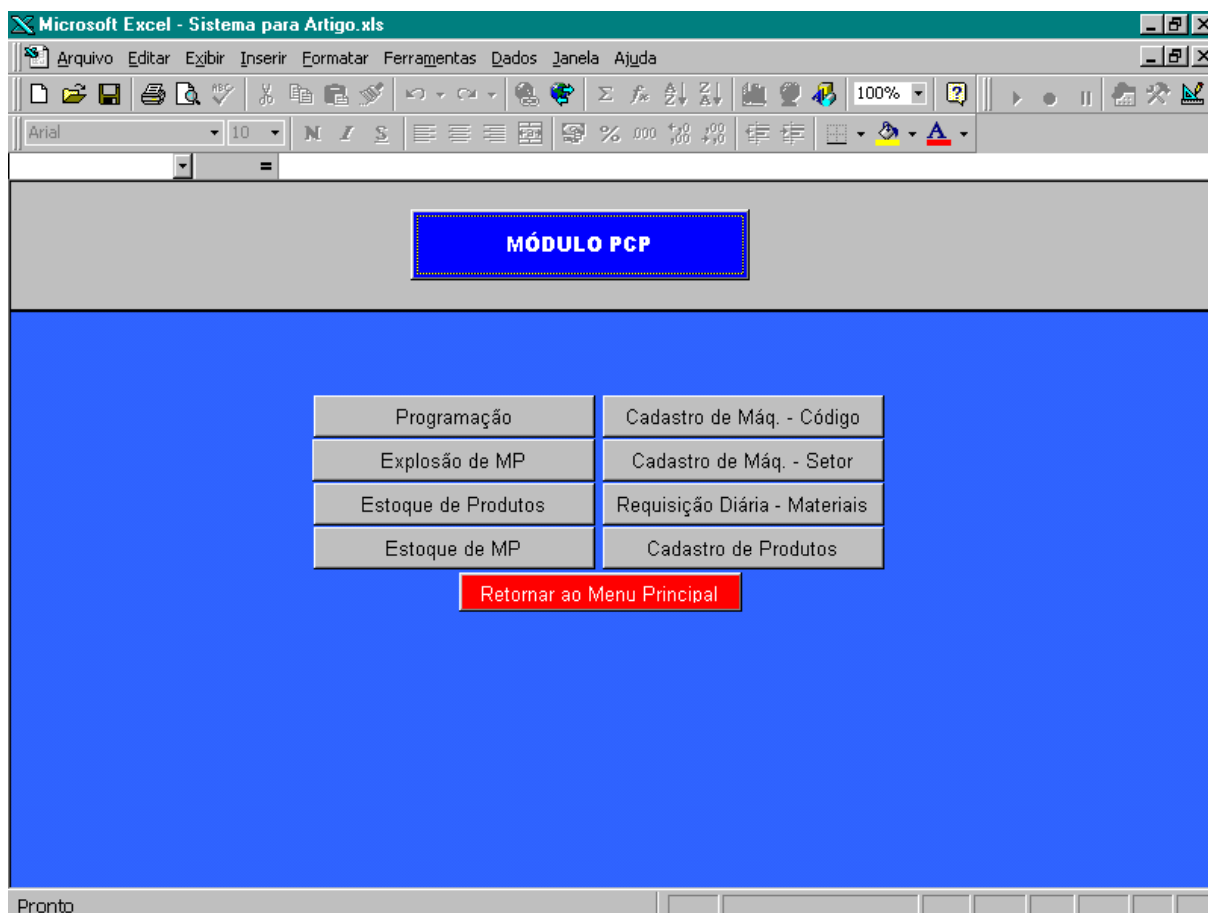 Microsoft Excel - Sistema para Artigo.xls
Arquivo Editar Exibir Inserir Formatar Ferramentas Dados Janela Ajuda
100%
Arial 10 N I S % 000
=
MÓDULO PCP
Programação Cadastro de Máq. - Código
Explosão de MP Cadastro de Máq. - Setor
Estoque de Produtos Requisição Diária - Materiais
Estoque de MP Cadastro de Produtos
Retornar ao Menu Principal
Pronto